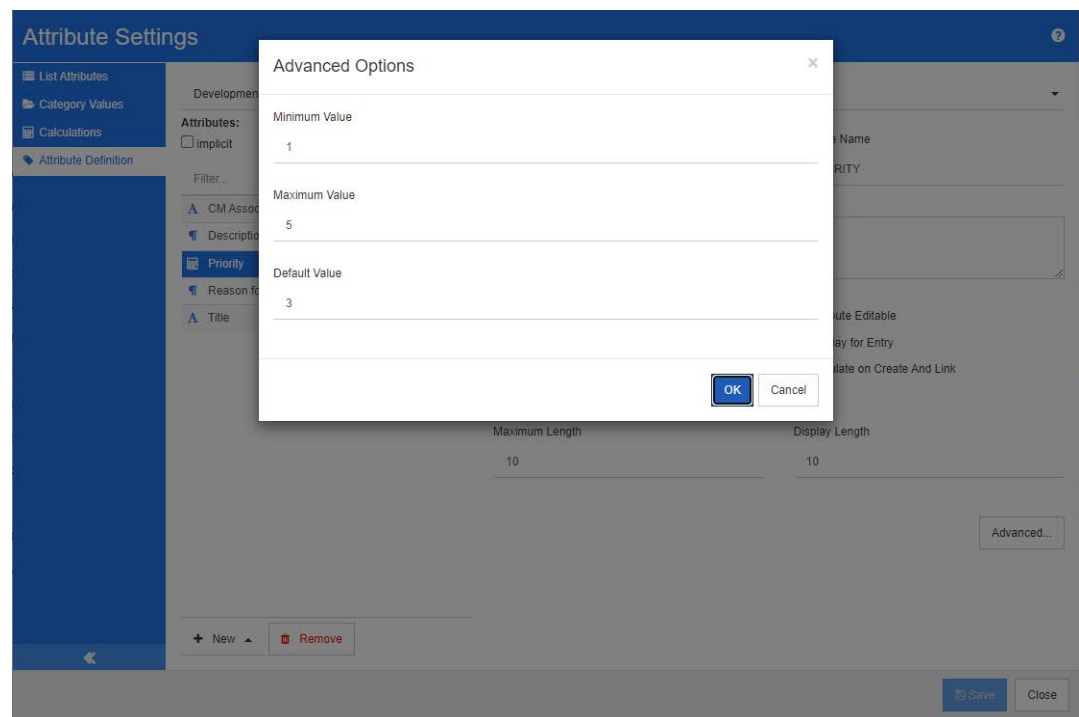 Attribute Settings
List Attributes
Category Values
Calculations
Attribute Definition
Developmen
Attributes:
implicit
Filter...
A CM Assoc
¶ Descriptio
Priority
¶ Reason fo
A Title
+ New
Remove
Advanced Options
×
Minimum Value
1
Maximum Value
5
Default Value
3
OK
Cancel
Name
RITY
ute Editable
ay for Entry
late on Create And Link
Maximum Length
10
Display Length
10
Advanced...
Save
Close